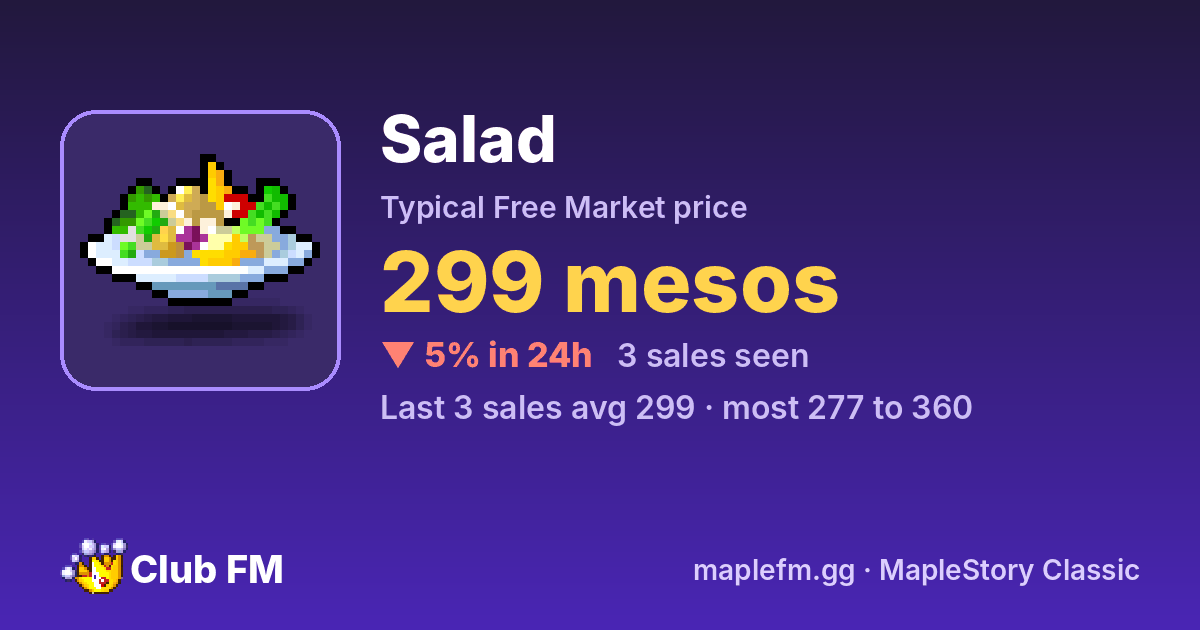 Salad
Typical Free Market price
299 mesos
▼ 5% in 24h 3 sales seen
Last 3 sales avg 299 · most 277 to 360
Club FM
maplefm.gg · MapleStory Classic